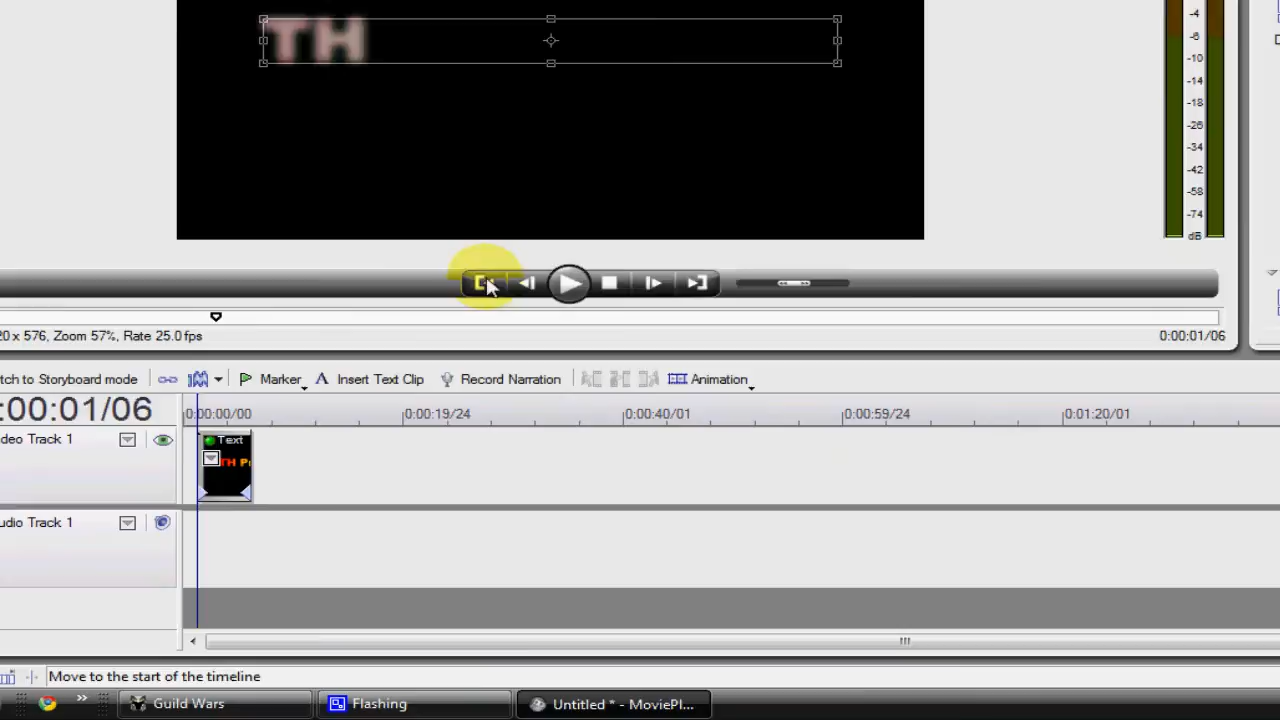 TH
-4
-6
-10
-14
-18
-26
-34
-42
-58
-74
dB
20 x 576, Zoom 57%, Rate 25.0 fps
0:00:01/06
tch to Storyboard mode
Marker
Insert Text Clip
Record Narration
Animation
:00:01/06
0:00:00/00
0:00:19/24
0:00:40/01
0:00:59/24
0:01:20/01
deo Track 1
Text
TH P
udio Track 1
Move to the start of the timeline
»
Guild Wars
Flashing
Untitled * - MoviePl...